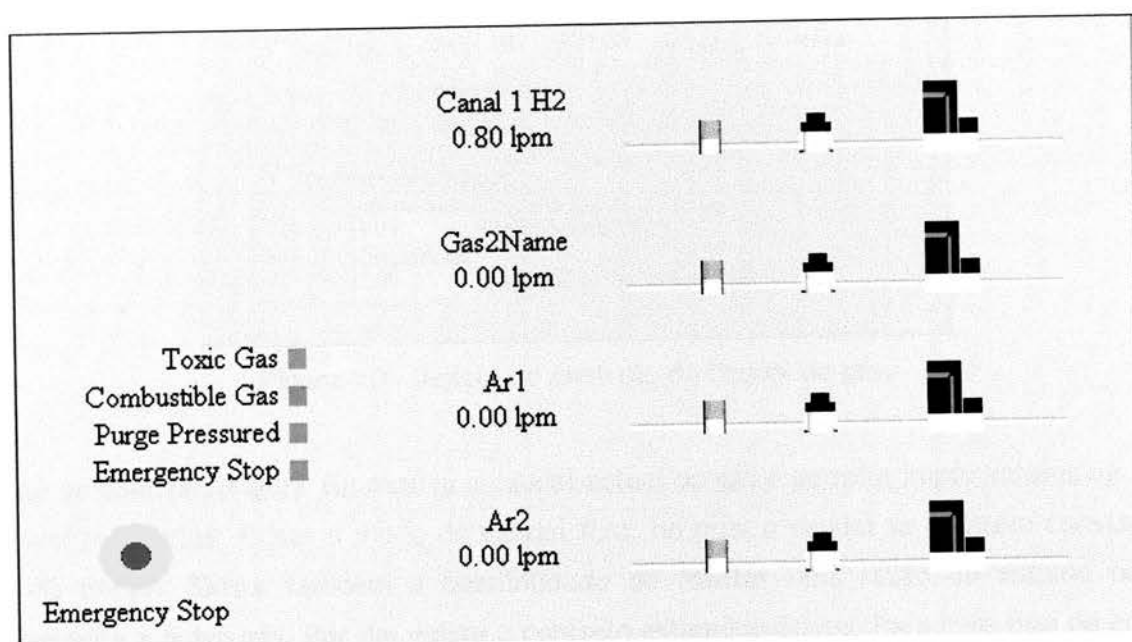 Canal 1 H2
0.80 lpm
Gas2Name
0.00 lpm
Toxic Gas
Combustible Gas
Purge Pressured
Emergency Stop
Ar1
0.00 lpm
Ar2
0.00 lpm
Emergency Stop